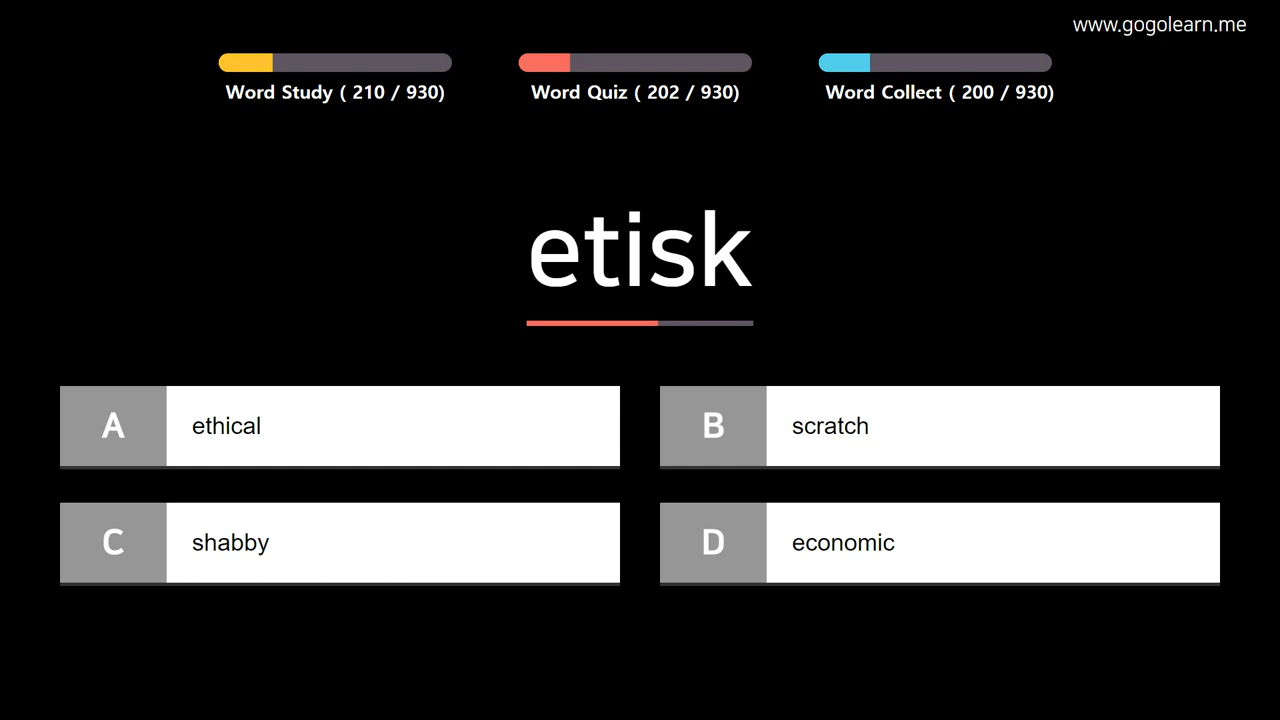 www.gogolearn.me
Word Study ( 210 / 930)
Word Quiz ( 202 / 930)
Word Collect ( 200 / 930)
etisk
A ethical
B scratch
C shabby
D economic